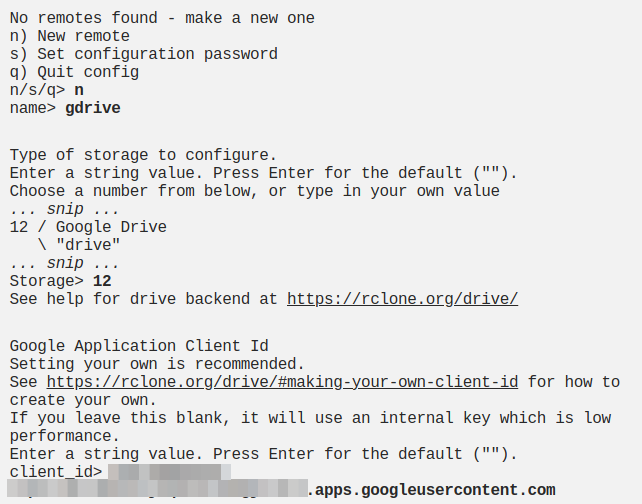 No remotes found - make a new one
n) New remote
s) Set configuration password
q) Quit config
n/s/q> n
name> gdrive
Type of storage to configure.
Enter a string value. Press Enter for the default ("").
Choose a number from below, or type in your own value
... snip ...
12 / Google Drive
\ "drive"
... snip ...
Storage> 12
See help for drive backend at https://rclone.org/drive/
Google Application Client Id
Setting your own is recommended.
See https://rclone.org/drive/#making-your-own-client-id for how to
create your own.
If you leave this blank, it will use an internal key which is low
performance.
Enter a string value. Press Enter for the default ("").
client_id>
.apps.googleusercontent.com